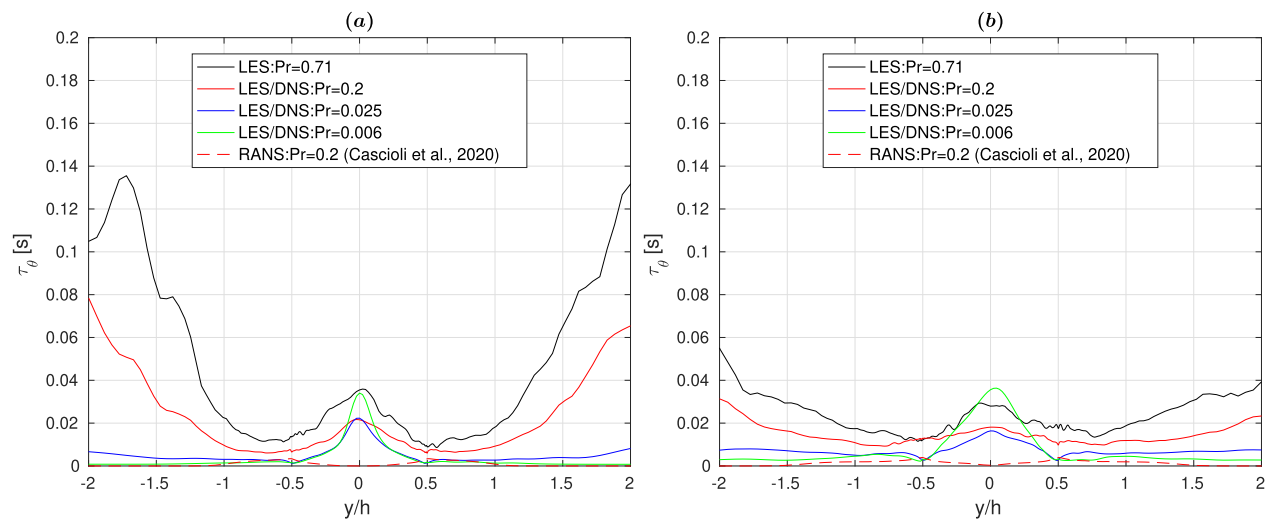 (a)
0.2
0.18
0.16
0.14
0.12
0.1
0.08
0.06
0.04
0.02
0
τθ [s]
LES:Pr=0.71
LES/DNS:Pr=0.2
LES/DNS:Pr=0.025
LES/DNS:Pr=0.006
RANS:Pr=0.2 (Cascioli et al., 2020)
-2 -1.5 -1 -0.5 0 0.5 1 1.5 2
y/h
(b)
0.2
0.18
0.16
0.14
0.12
0.1
0.08
0.06
0.04
0.02
0
τθ [s]
LES:Pr=0.71
LES/DNS:Pr=0.2
LES/DNS:Pr=0.025
LES/DNS:Pr=0.006
RANS:Pr=0.2 (Cascioli et al., 2020)
-2 -1.5 -1 -0.5 0 0.5 1 1.5 2
y/h